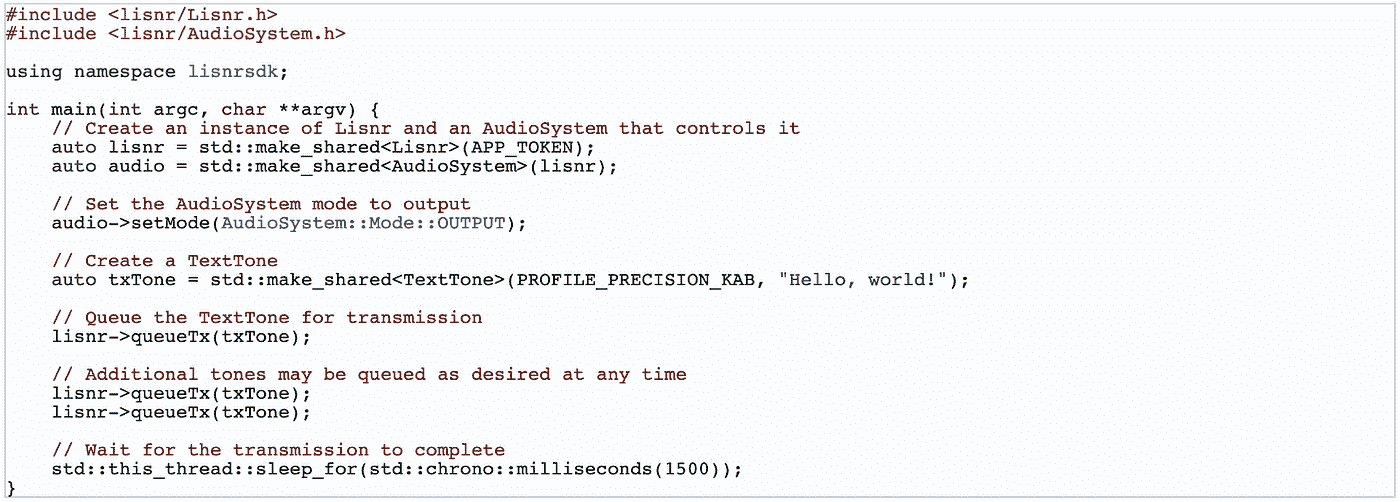 #include <lisnr/Lisnr.h>
#include <lisnr/AudioSystem.h>

using namespace lisnrsdk;

int main(int argc, char **argv) {
    // Create an instance of Lisnr and an AudioSystem that controls it
    auto lisnr = std::make_shared<Lisnr>(APP_TOKEN);
    auto audio = std::make_shared<AudioSystem>(lisnr);

    // Set the AudioSystem mode to output
    audio->setMode(AudioSystem::Mode::OUTPUT);

    // Create a TextTone
    auto txTone = std::make_shared<TextTone>(PROFILE_PRECISION_KAB, "Hello, world!");

    // Queue the TextTone for transmission
    lisnr->queueTx(txTone);

    // Additional tones may be queued as desired at any time
    lisnr->queueTx(txTone);
    lisnr->queueTx(txTone);

    // Wait for the transmission to complete
    std::this_thread::sleep_for(std::chrono::milliseconds(1500));
}